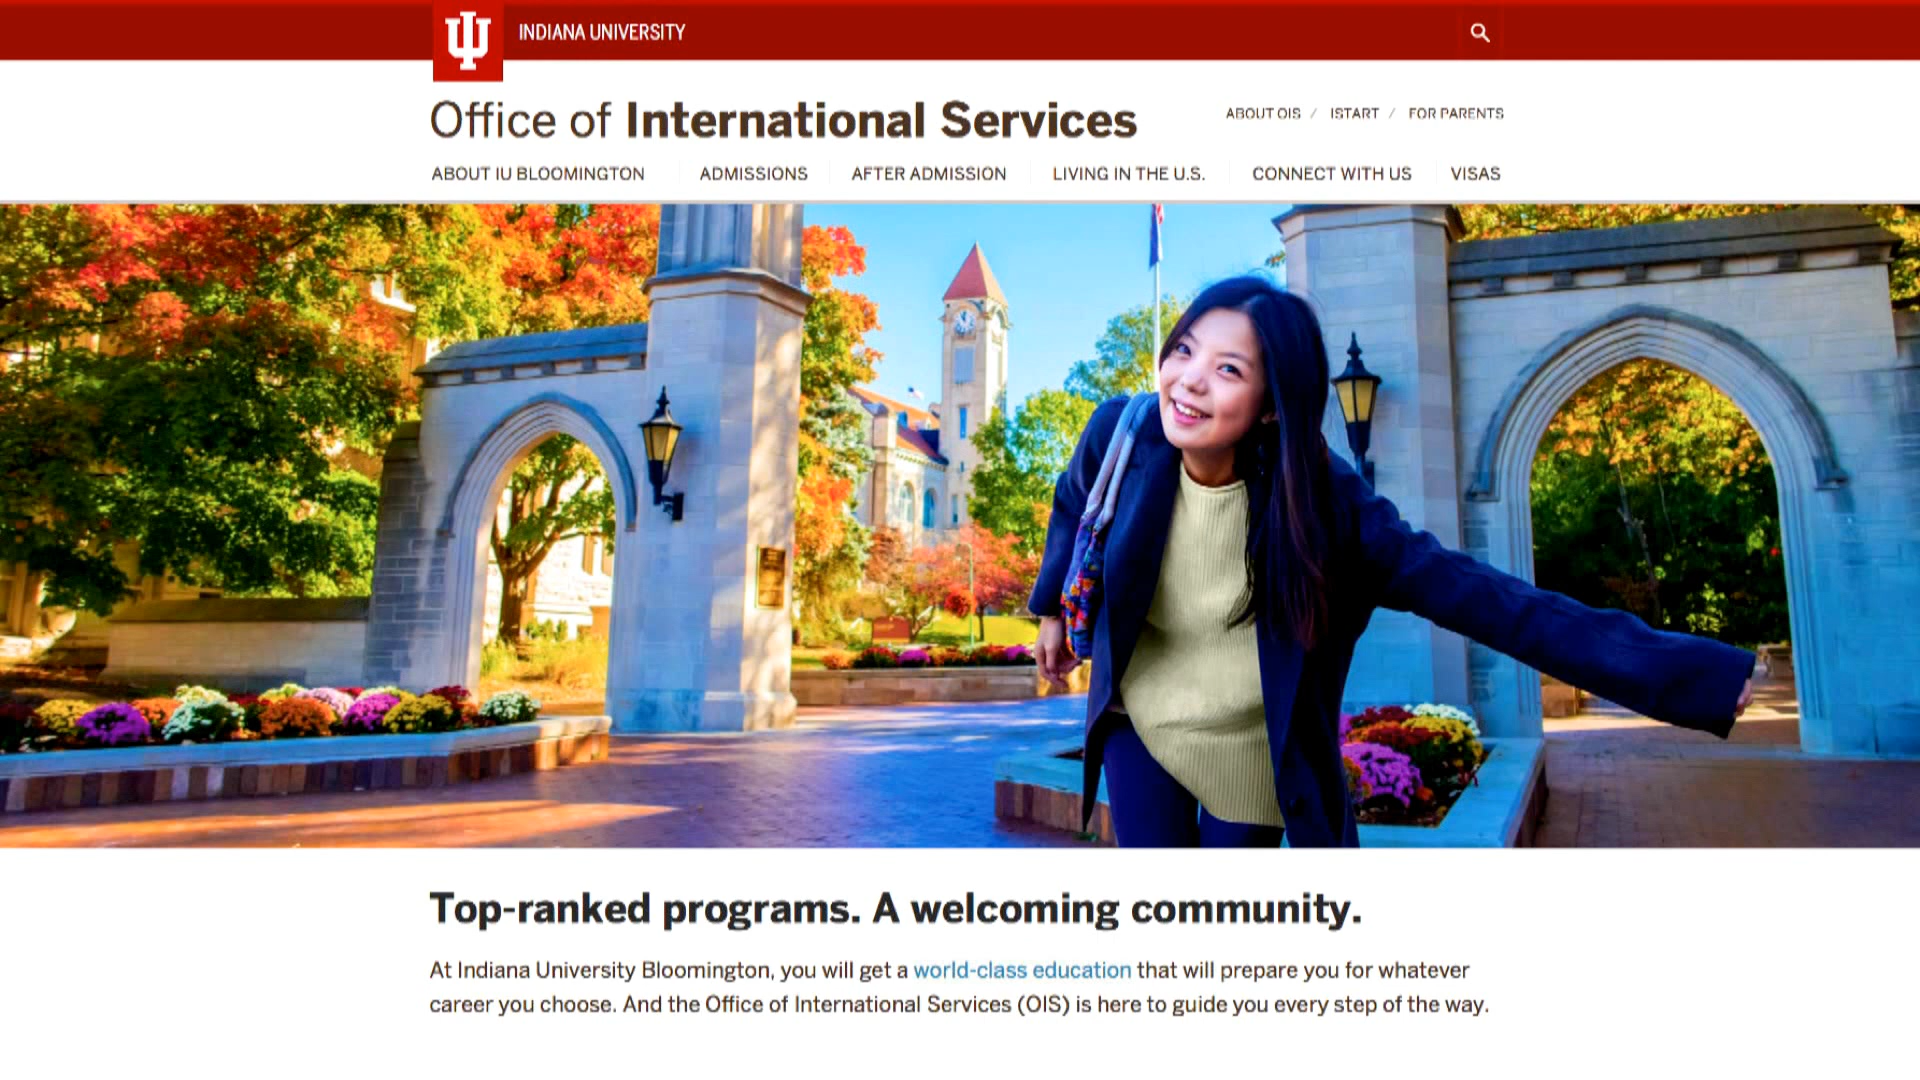 INDIANA UNIVERSITY
Office of International Services
ABOUT OIS / ISTART / FOR PARENTS
ABOUT IU BLOOMINGTON ADMISSIONS AFTER ADMISSION LIVING IN THE U.S. CONNECT WITH US VISAS
Top-ranked programs. A welcoming community.
At Indiana University Bloomington, you will get a world-class education that will prepare you for whatever
career you choose. And the Office of International Services (OIS) is here to guide you every step of the way.